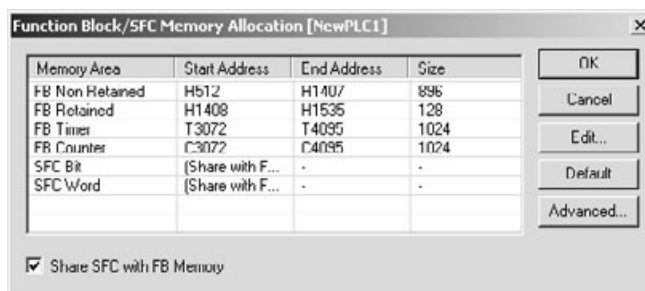 Function Block/SFC Memory Allocation [NewPLC1]
Memory Area Start Address End Address Size
FB Non Retained H512 H1407 896
FB Retained H1408 H1535 128
FB Timer T3072 T4095 1024
FB Counter C3072 C4095 1024
SFC Bit (Share with F... - -
SFC Word (Share with F... - -
OK
Cancel
Edit...
Default
Advanced...
Share SFC with FB Memory